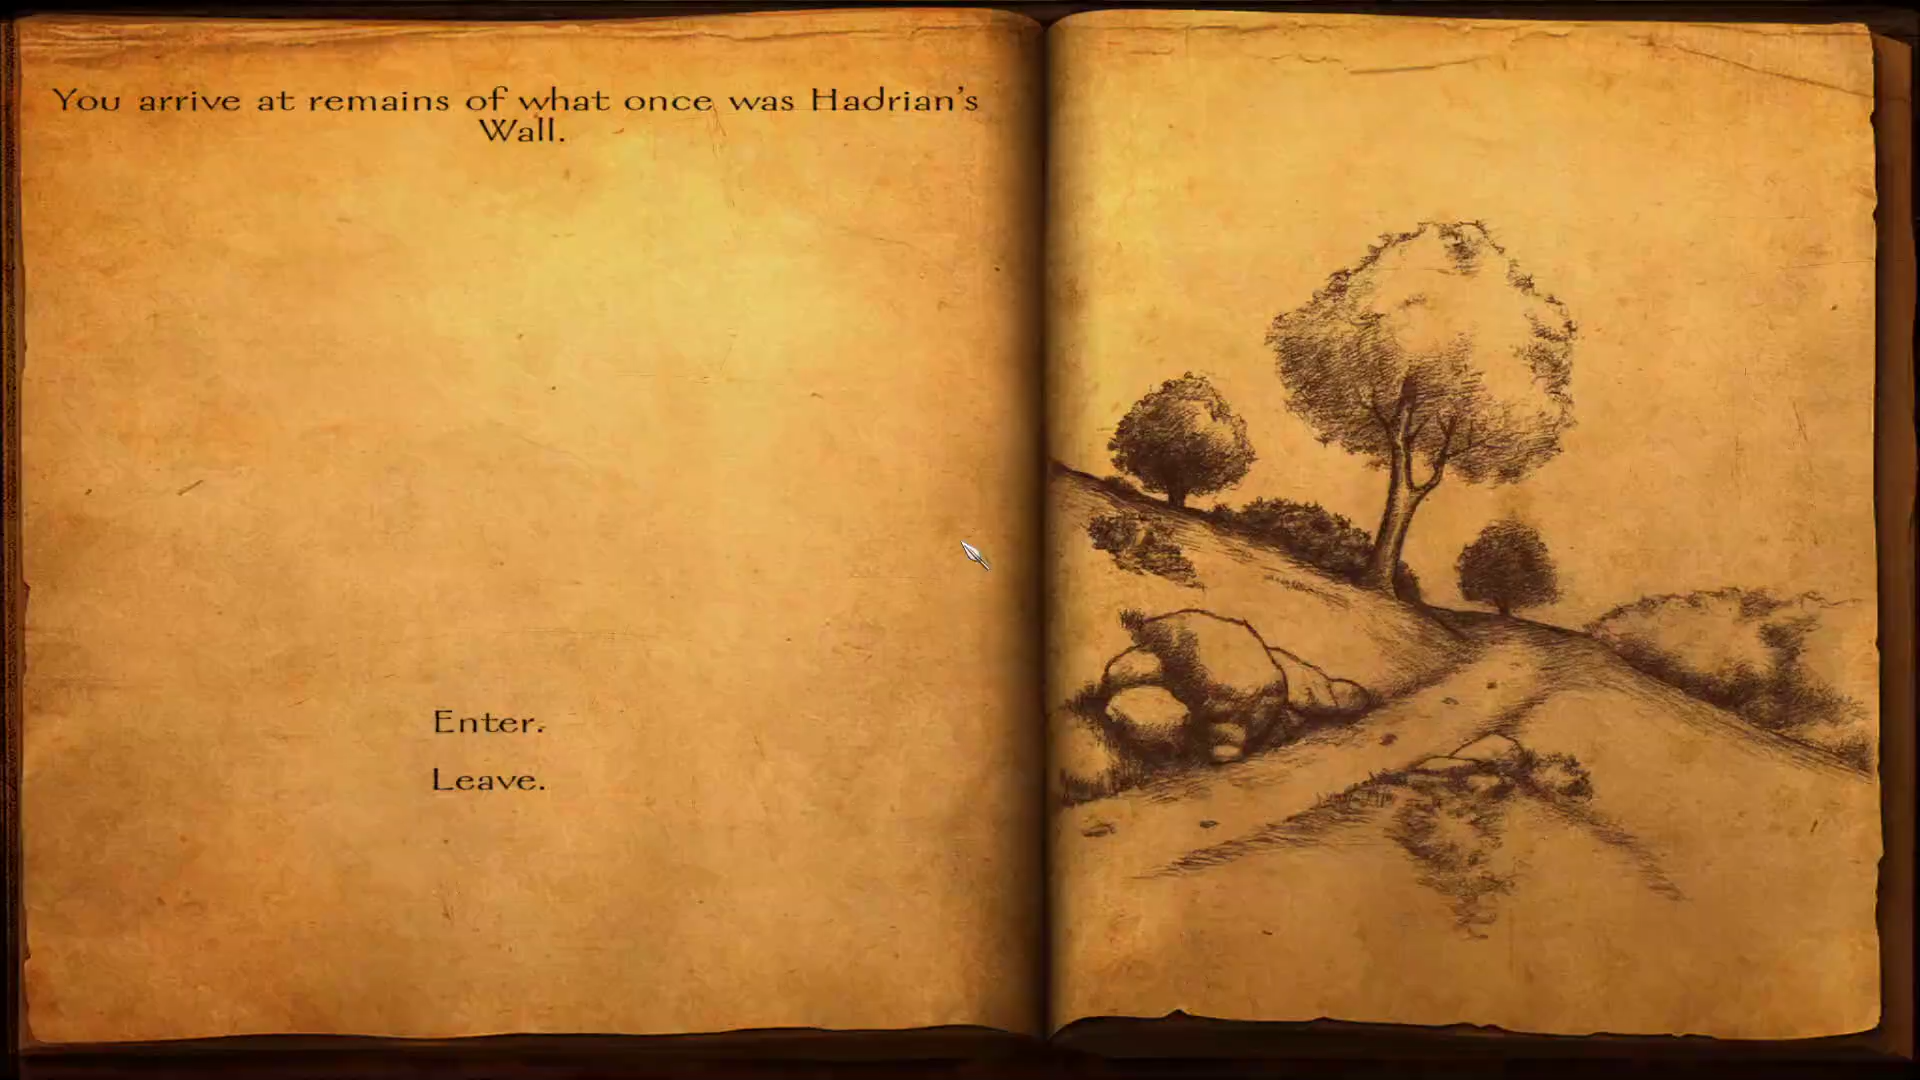 You arrive at remains of what once was Hadrian's
Wall.
Enter.
Leave.